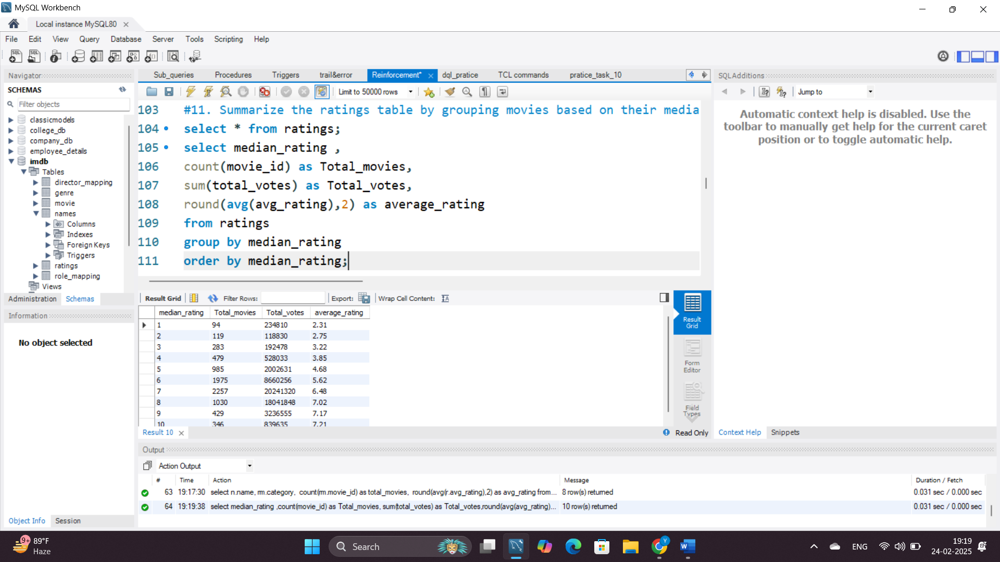 MySQL Workbench
Local instance MySQL80
File Edit View Query Database Server Tools Scripting Help
Navigator
SCHEMAS
Filter objects
classicmodels
college_db
company_db
employee_details
imdb
Tables
director_mapping
genre
movie
names
Columns
Indexes
Foreign Keys
Triggers
ratings
role_mapping
Views
Administration Schemas
Information
No object selected
Object Info Session
Sub_queries Procedures Triggers trail&error Reinforcement* dql_pratice TCL commands pratice_task_10
Limit to 50000 rows
103 #11. Summarize the ratings table by grouping movies based on their media
104 select * from ratings;
105 select median_rating ,
106 count(movie_id) as Total_movies,
107 sum(total_votes) as Total_votes,
108 round(avg(avg_rating),2) as average_rating
109 from ratings
110 group by median_rating
111 order by median_rating;
Result Grid Filter Rows: Export: Wrap Cell Content:
median_rating Total_movies Total_votes average_rating
1 94 234810 2.31
2 119 118830 2.75
3 283 192478 3.22
4 479 528033 3.85
5 985 2002631 4.68
6 1975 8660256 5.62
7 2257 20241320 6.48
8 1030 18041848 7.02
9 429 3236555 7.17
10 346 839635 7.21
Result
Grid
Form
Editor
Field
Types
Result 10
Read Only
SQLAdditions
Jump to
Automatic context help is disabled. Use the
toolbar to manually get help for the current caret
position or to toggle automatic help.
Context Help Snippets
Output
Action Output
# Time Action Message Duration / Fetch
63 19:17:30 select n.name, rm.category, count(rm.movie_id) as total_movies, round(avg(r.avg_rating),2) as avg_rating from... 8 row(s) returned 0.031 sec / 0.000 sec
64 19:19:38 select median_rating ,count(movie_id) as Total_movies, sum(total_votes) as Total_votes,round(avg(avg_rating)... 10 row(s) returned 0.031 sec / 0.000 sec
9+
89°F
Haze
Search
Y
W
ENG
19:19
24-02-2025